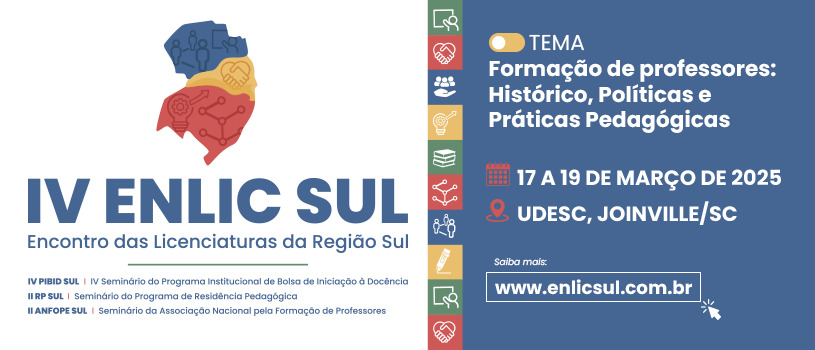 IV ENLIC SUL
Encontro das Licenciaturas da Região Sul
IV PIBID SUL | IV Seminário do Programa Institucional de Bolsa de Iniciação à Docência
II RP SUL | Seminário do Programa de Residência Pedagógica
II ANFOPE SUL | Seminário da Associação Nacional pela Formação de Professores
TEMA
Formação de professores:
Histórico, Políticas e
Práticas Pedagógicas
17 A 19 DE MARÇO DE 2025
UDESC, JOINVILLE/SC
Saiba mais:
www.enlicsul.com.br